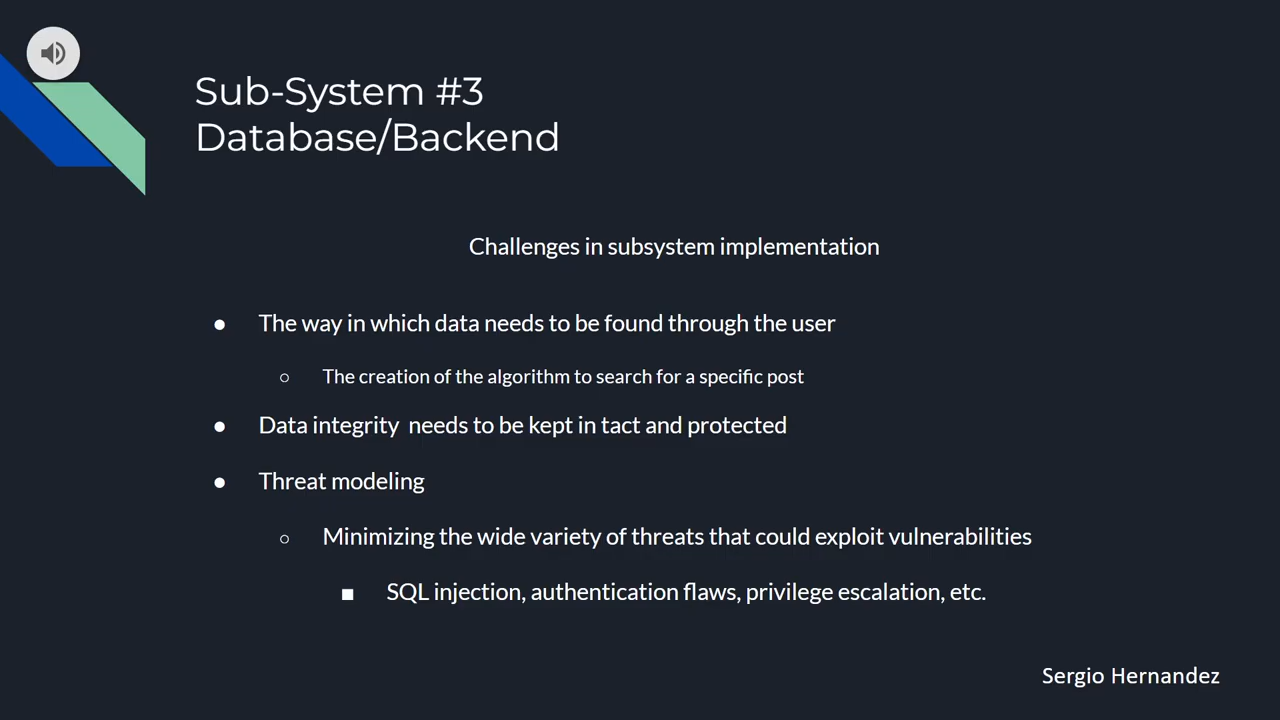 Sub-System #3
Database/Backend
Challenges in subsystem implementation
● The way in which data needs to be found through the user
○ The creation of the algorithm to search for a specific post
● Data integrity  needs to be kept in tact and protected
● Threat modeling
○ Minimizing the wide variety of threats that could exploit vulnerabilities
■ SQL injection, authentication flaws, privilege escalation, etc.
Sergio Hernandez